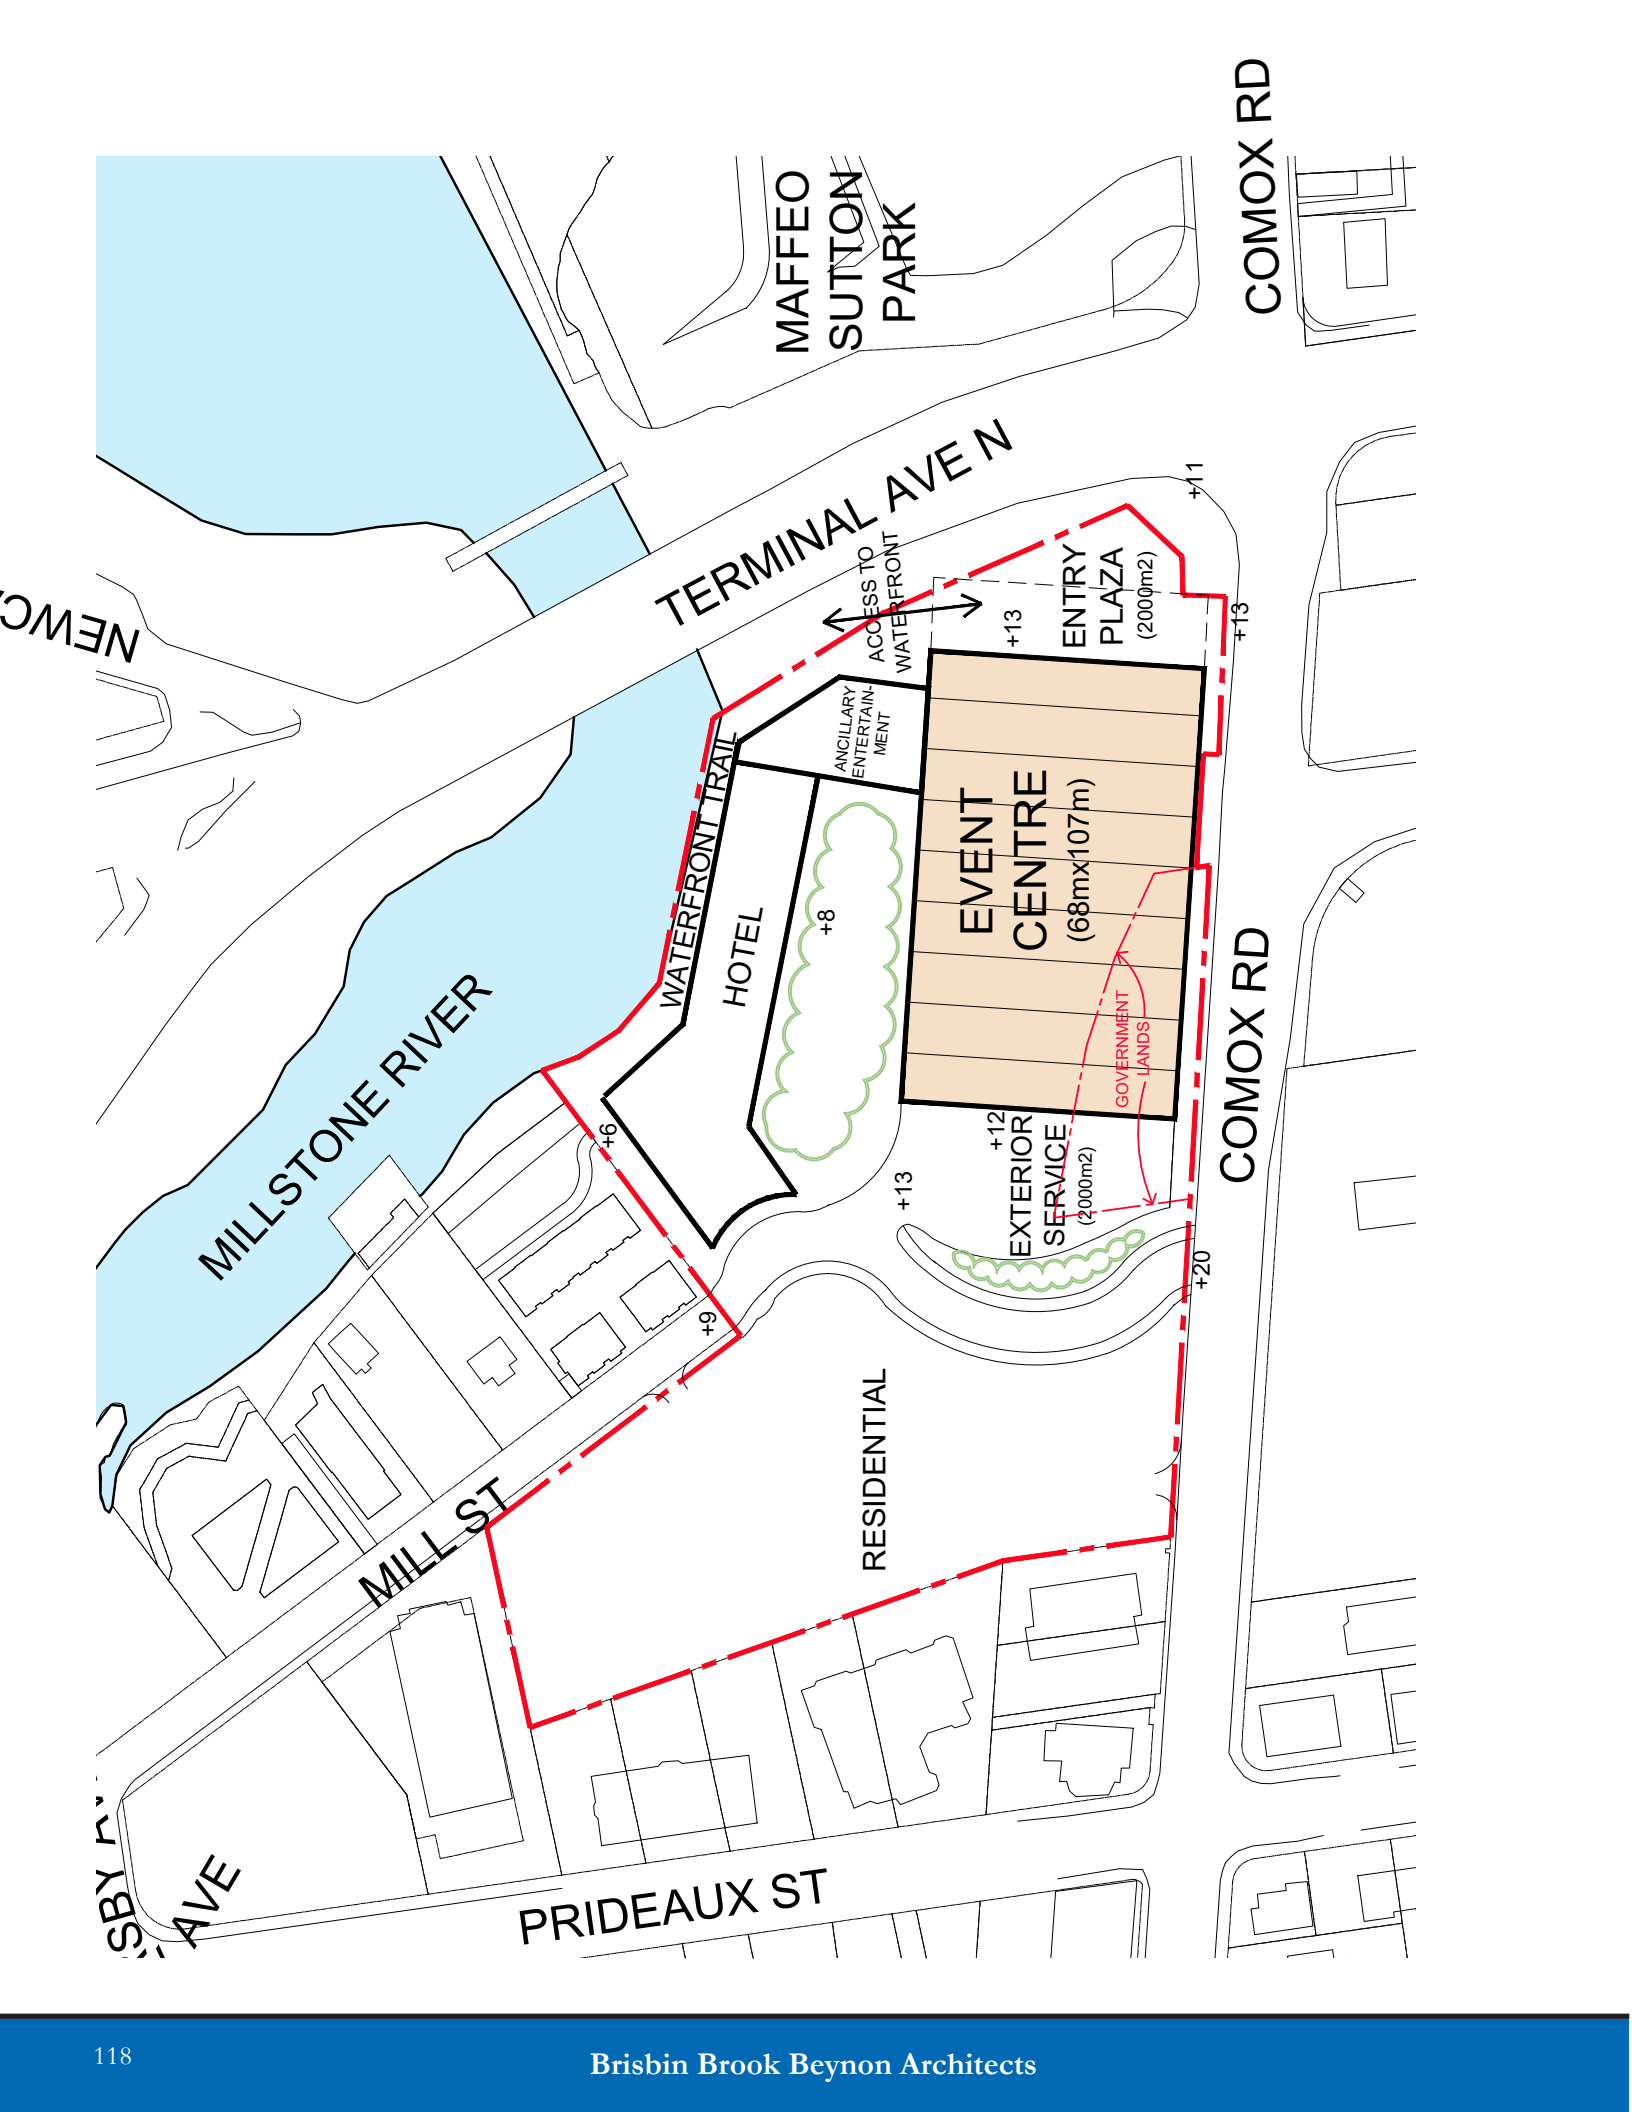 COMOX RD
MAFFEO
SUTTON
PARK
TERMINAL AVE N
+11
ACCESS TO
WATERFRONT
ENTRY
PLAZA
(2000m2)
+13
+13
ANCILLARY
ENTERTAIN-
MENT
WATERFRONT TRAIL
HOTEL
+8
EVENT
CENTRE
(68mx107m)
GOVERNMENT
LANDS
COMOX RD
MILLSTONE RIVER
+6
+12
EXTERIOR
SERVICE
(2000m2)
+13
+20
+9
RESIDENTIAL
MILL ST
PRIDEAUX ST
AVE
118
Brisbin Brook Beynon Architects